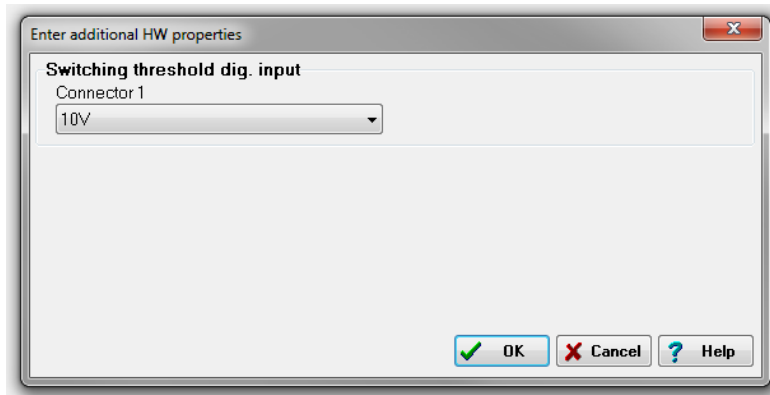 Enter additional HW properties
Switching threshold dig. input
Connector 1
10V
OK Cancel Help